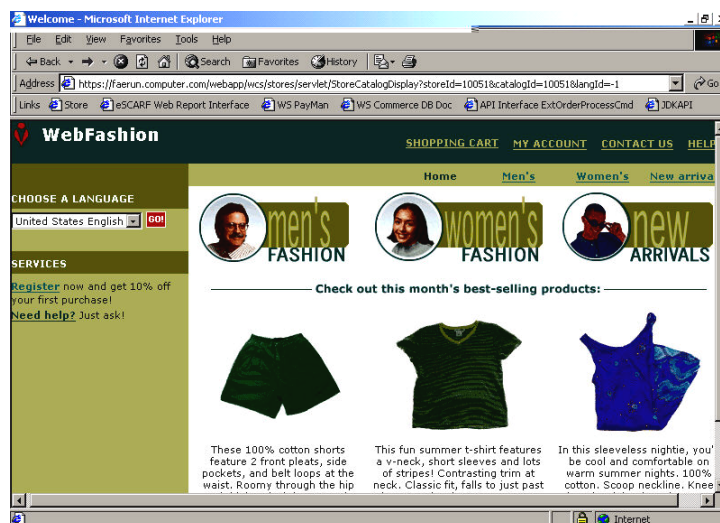 Welcome - Microsoft Internet Explorer
File Edit View Favorites Tools Help
Back Search Favorites History
Address https://faerun.computer.com/webapp/wcs/stores/servlet/StoreCatalogDisplay?storeId=10051&catalogId=10051&langId=-1 Go
Links Store eSCARF Web Report Interface WS PayMan WS Commerce DB Doc API Interface ExtOrderProcessCmd JDKAPI
WebFashion
SHOPPING CART MY ACCOUNT CONTACT US HELP
Home Men's Women's New arriva
CHOOSE A LANGUAGE
United States English GO!
SERVICES
Register now and get 10% off
your first purchase!
Need help? Just ask!
men's
FASHION
women's
FASHION
new
ARRIVALS
Check out this month's best-selling products:
These 100% cotton shorts
feature 2 front pleats, side
pockets, and belt loops at the
waist. Roomy through the hip
This fun summer t-shirt features
a v-neck, short sleeves and lots
of stripes! Contrasting trim at
neck. Classic fit, falls to just past
In this sleeveless nightie, you'
be cool and comfortable on
warm summer nights. 100%
cotton. Scoop neckline. Knee
Internet